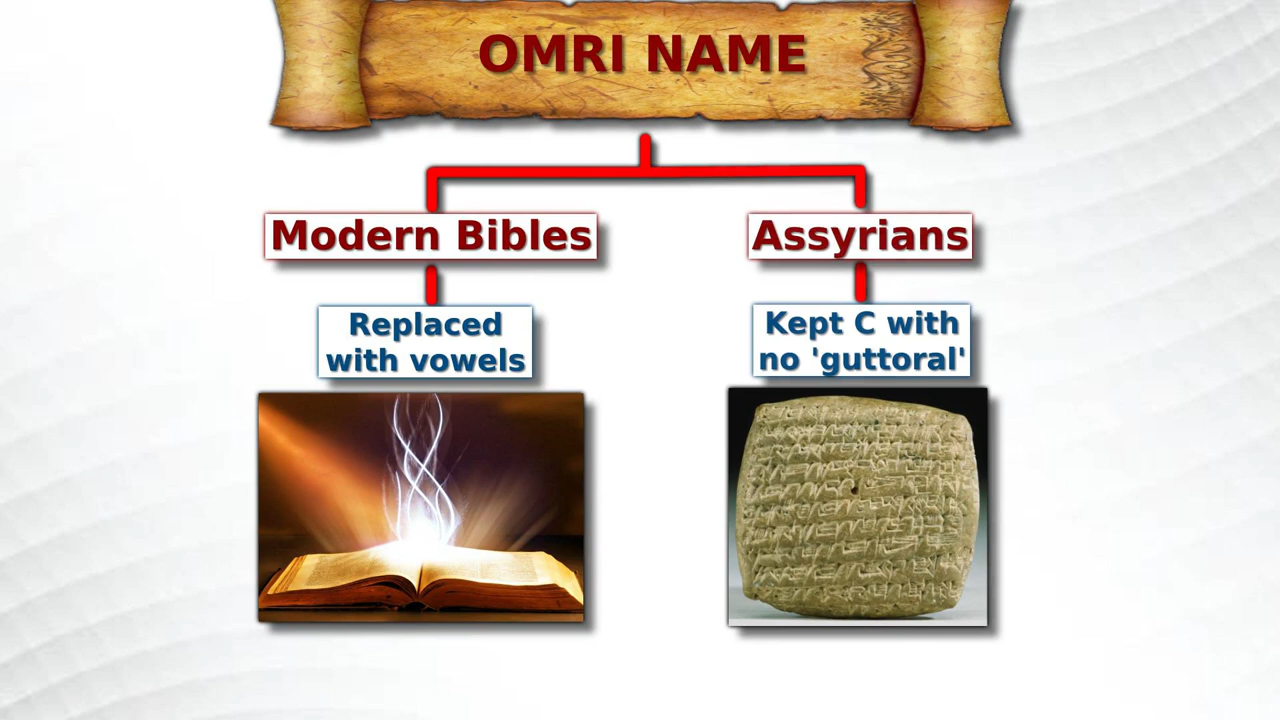 OMRI NAME
Modern Bibles
Assyrians
Replaced
with vowels
Kept C with
no 'guttoral'